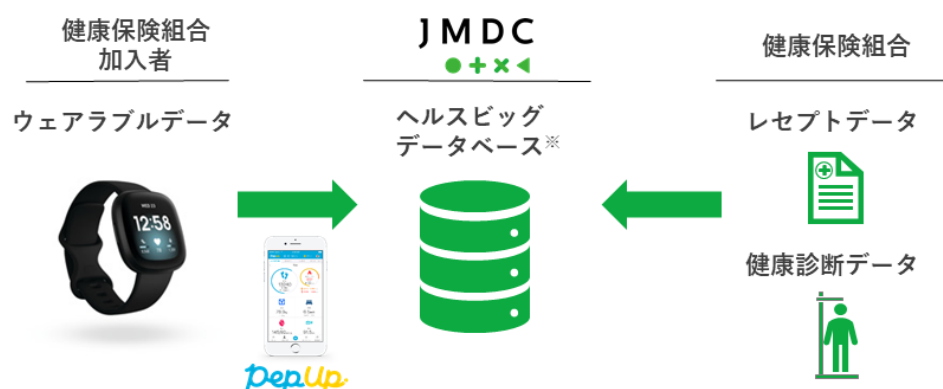 健康保険組合
加入者
ウェアラブルデータ
12:58
PepUp
JMDC
ヘルスビッグ
データベース※
健康保険組合
レセプトデータ
健康診断データ